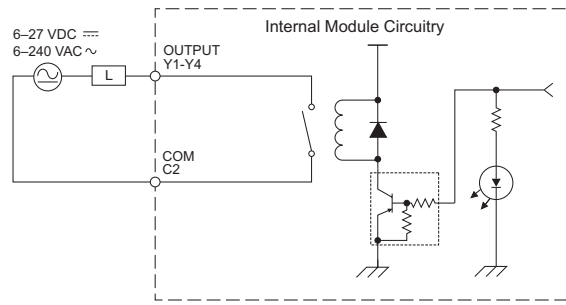 Internal Module Circuitry
6–27 VDC ⎓
6–240 VAC ∿
L
OUTPUT
Y1-Y4
COM
C2